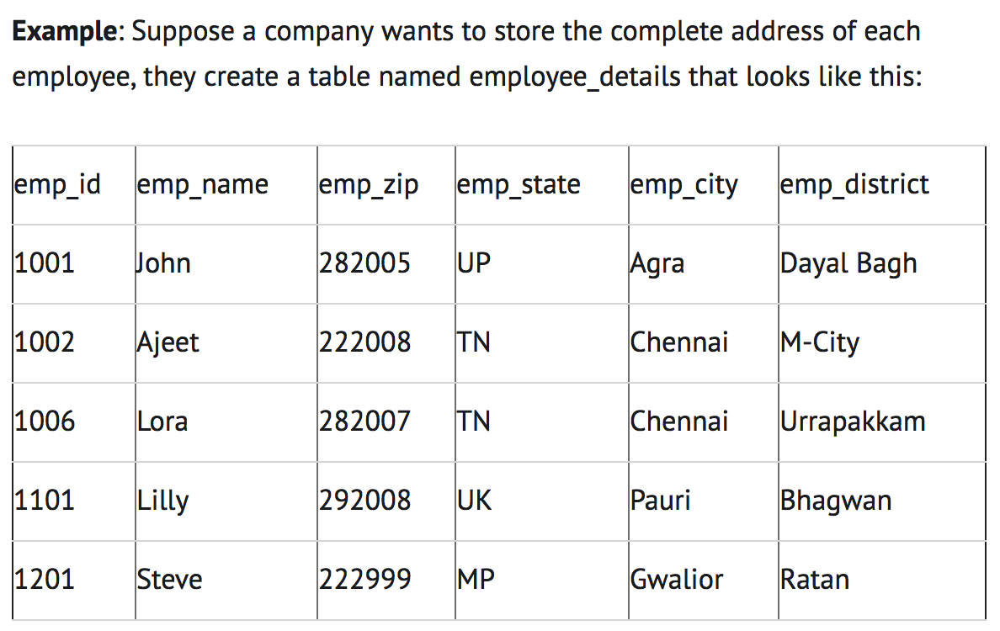 Example: Suppose a company wants to store the complete address of each
employee, they create a table named employee_details that looks like this:
emp_id emp_name emp_zip emp_state emp_city emp_district
1001 John 282005 UP Agra Dayal Bagh
1002 Ajeet 222008 TN Chennai M-City
1006 Lora 282007 TN Chennai Urrapakkam
1101 Lilly 292008 UK Pauri Bhagwan
1201 Steve 222999 MP Gwalior Ratan